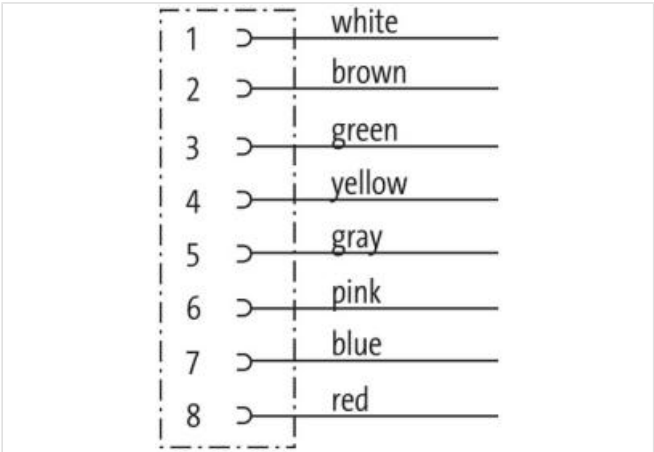 1 white
2 brown
3 green
4 yellow
5 gray
6 pink
7 blue
8 red